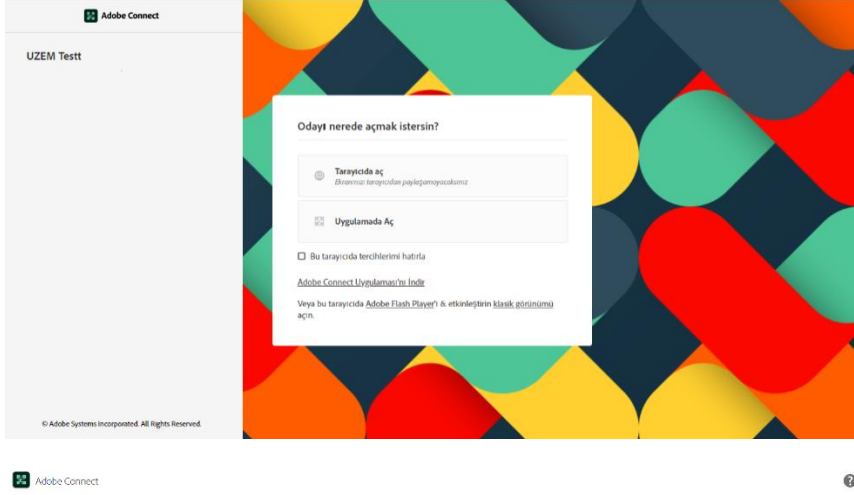 Adobe Connect
UZEM Testt
Odayı nerede açmak istersin?
Tarayıcıda aç
Ekranınızı tarayıcıdan paylaşamayacaksınız
Uygulamada Aç
Bu tarayıcıda tercihlerimi hatırla
Adobe Connect Uygulaması'nı İndir
Veya bu tarayıcıda Adobe Flash Player'ı & etkinleştirin klasik görünümü
açın.
© Adobe Systems Incorporated. All Rights Reserved.
Adobe Connect
?